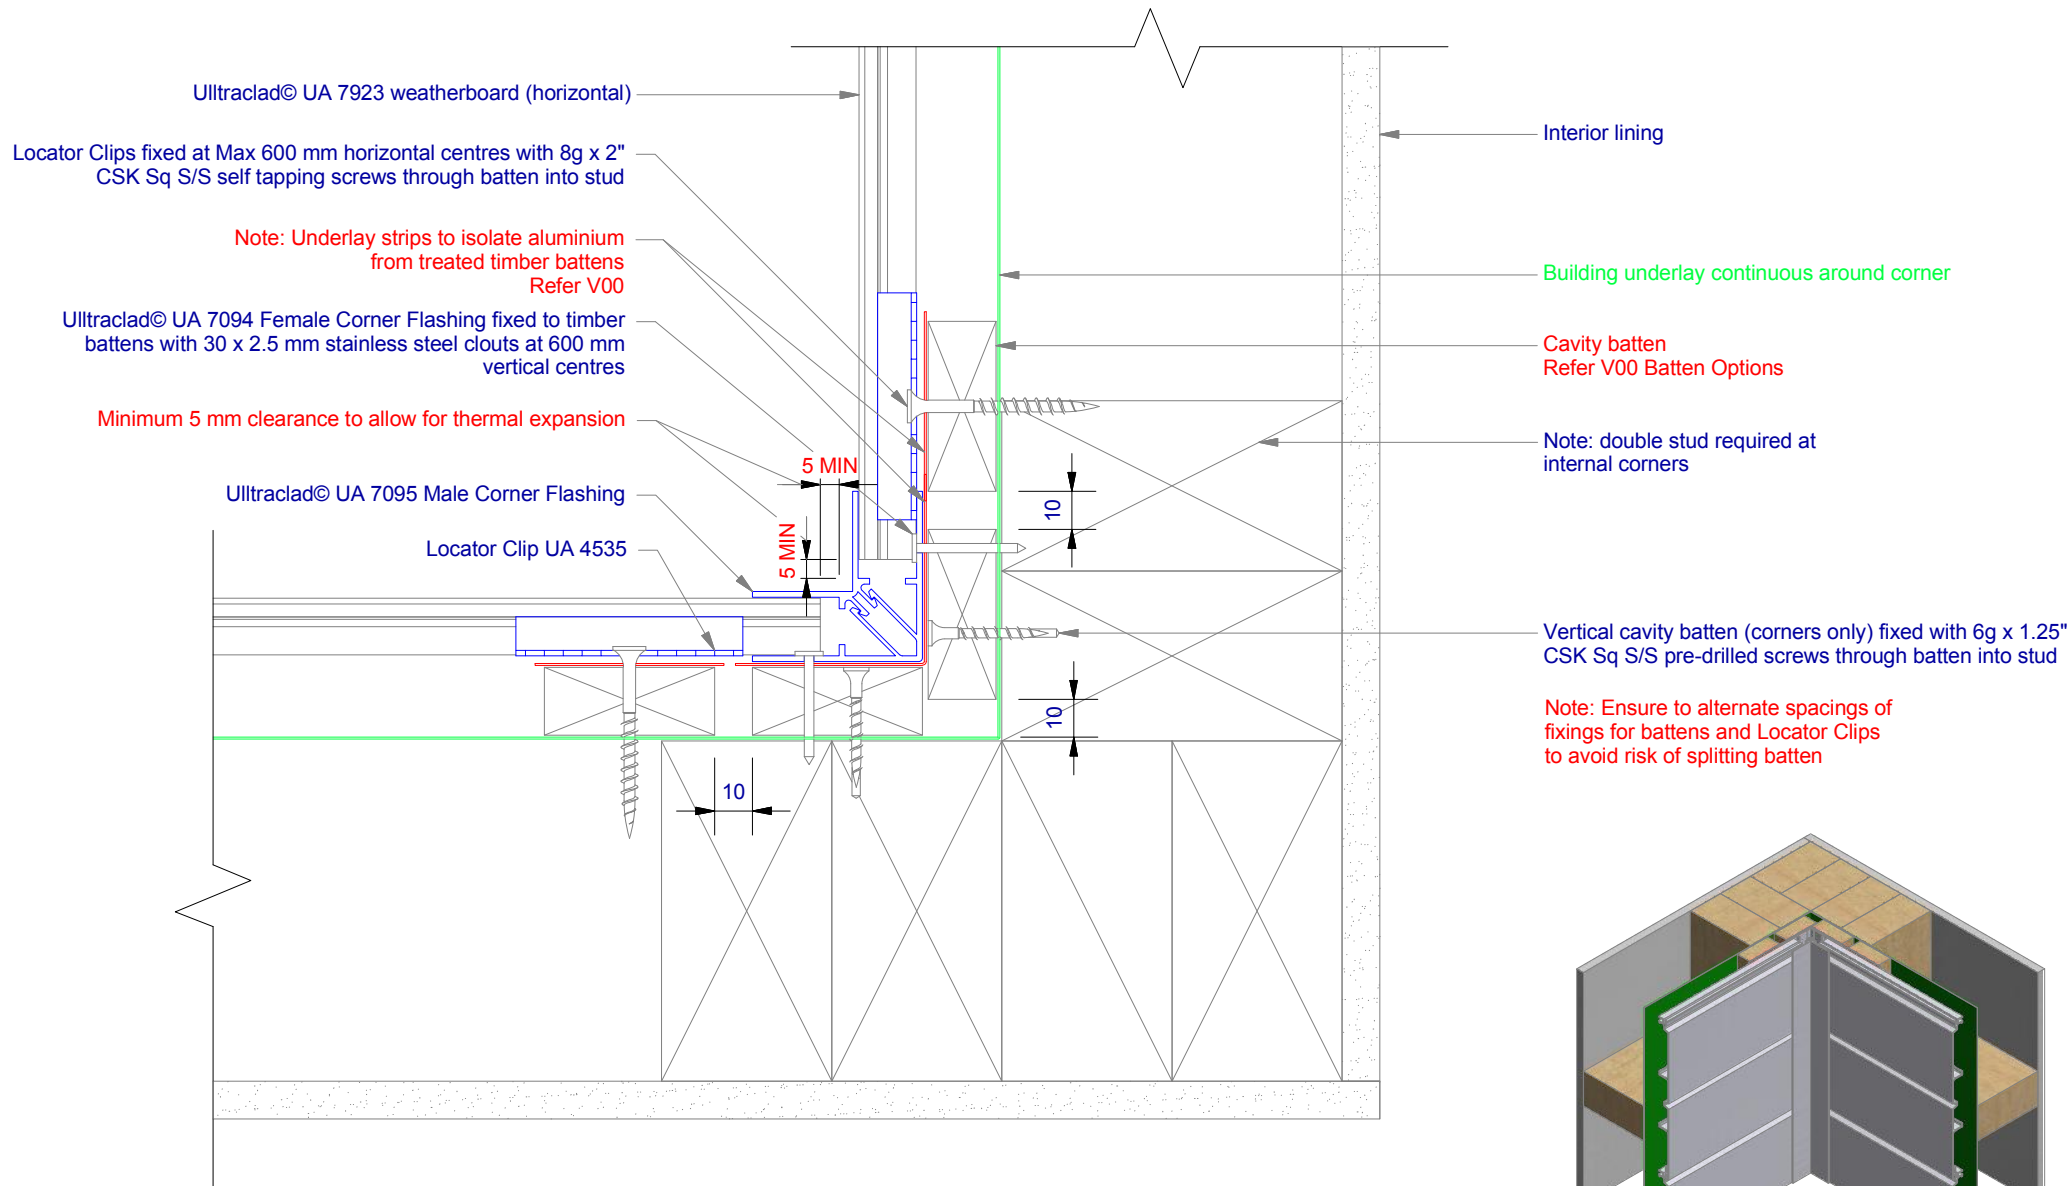 Ulltraclad© UA 7923 weatherboard (horizontal)
Locator Clips fixed at Max 600 mm horizontal centres with 8g x 2"
CSK Sq S/S self tapping screws through batten into stud
Note: Underlay strips to isolate aluminium
from treated timber battens
Refer V00
Ulltraclad© UA 7094 Female Corner Flashing fixed to timber
battens with 30 x 2.5 mm stainless steel clouts at 600 mm
vertical centres
Minimum 5 mm clearance to allow for thermal expansion
5 MIN
Ulltraclad© UA 7095 Male Corner Flashing
5 MIN
Locator Clip UA 4535
10
10
10
Interior lining
Building underlay continuous around corner
Cavity batten
Refer V00 Batten Options
Note: double stud required at
internal corners
Vertical cavity batten (corners only) fixed with 6g x 1.25"
CSK Sq S/S pre-drilled screws through batten into stud
Note: Ensure to alternate spacings of
fixings for battens and Locator Clips
to avoid risk of splitting batten